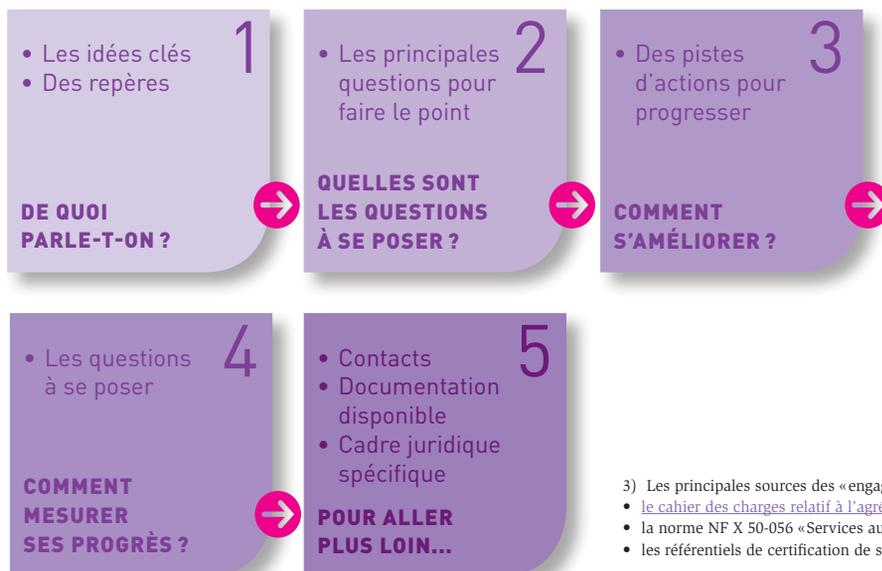 1
• Les idées clés
• Des repères
DE QUOI
PARLE-T-ON ?
2
• Les principales
questions pour
faire le point
QUELLES SONT
LES QUESTIONS
À SE POSER ?
3
• Des pistes
d'actions pour
progresser
COMMENT
S'AMÉLIORER ?
4
• Les questions
à se poser
COMMENT
MESURER
SES PROGRÈS ?
5
• Contacts
• Documentation
disponible
• Cadre juridique
spécifique
POUR ALLER
PLUS LOIN...
3) Les principales sources des «
• le cahier des charges relatif à
• la norme NF X 50-056 «Services
• les référentiels de certification de